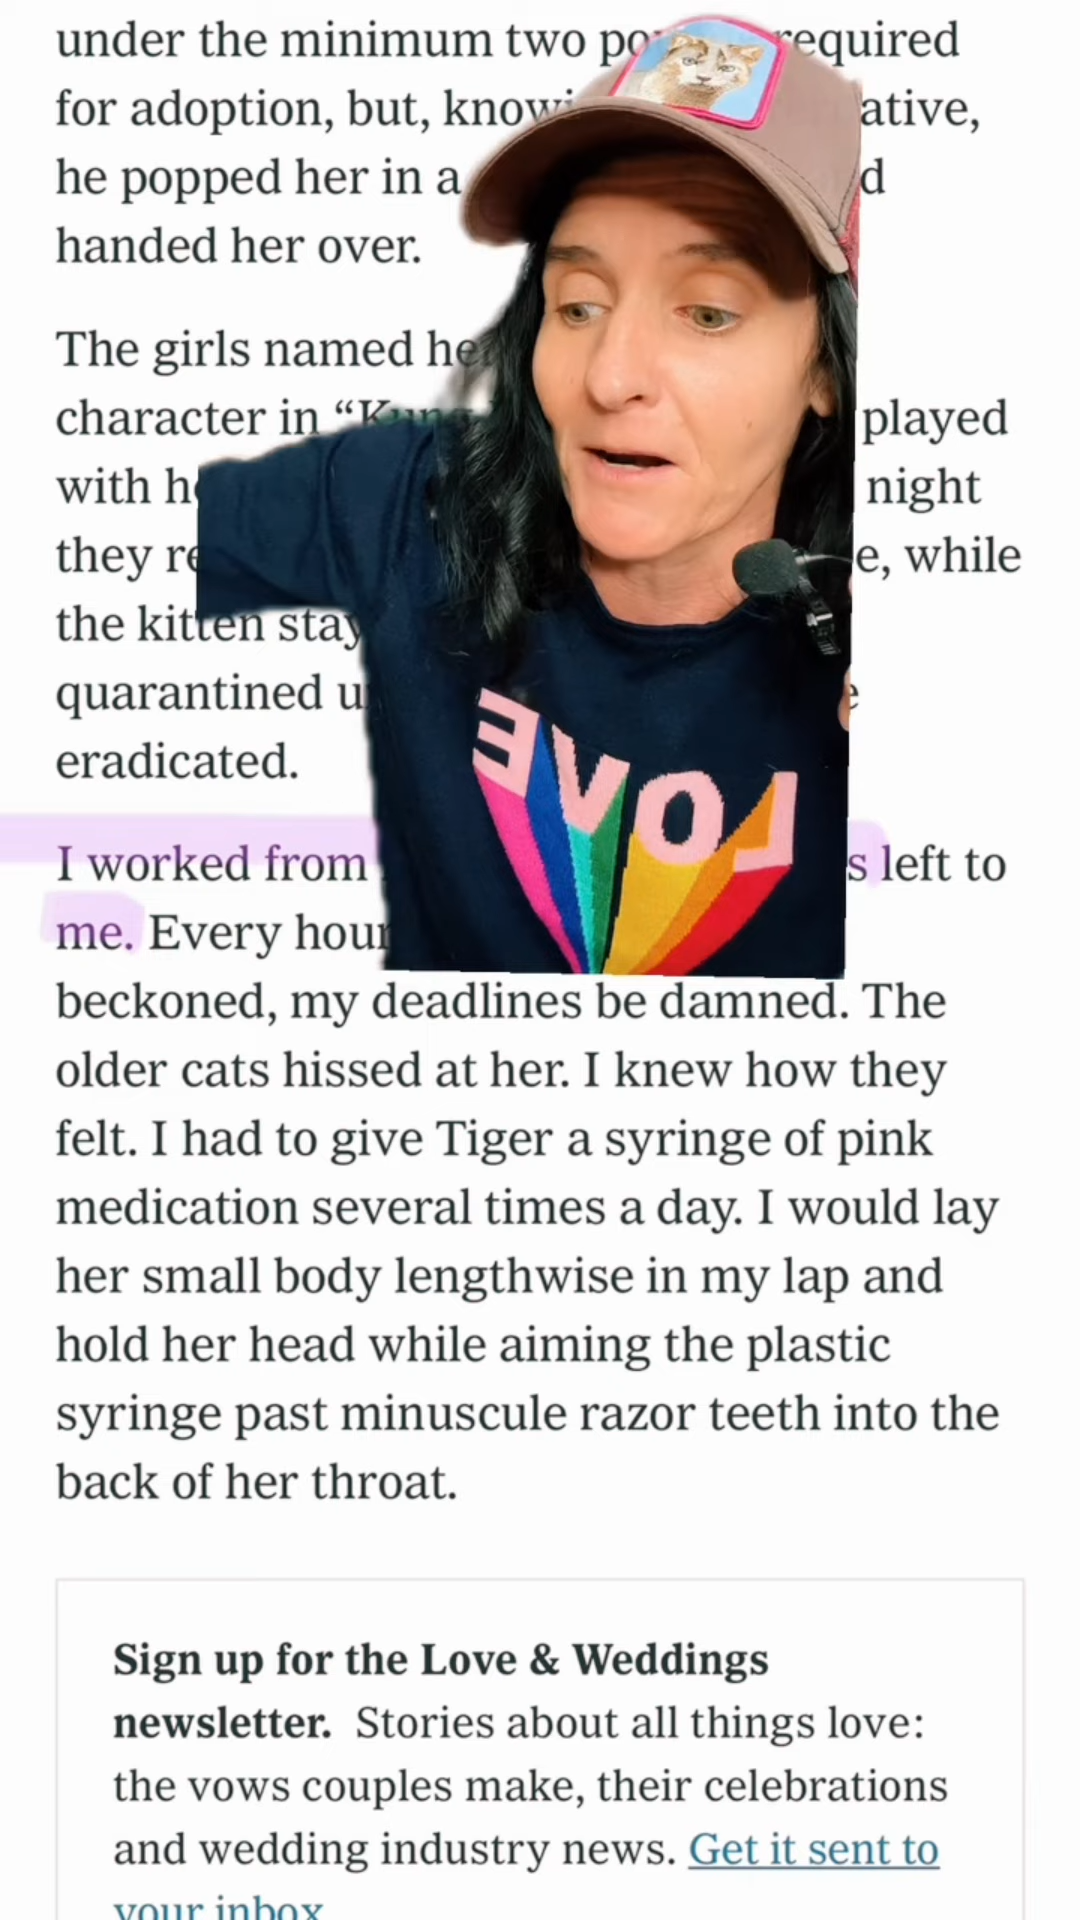 under the minimum two required
for adoption, but,
he popped her in a
handed her over.
The girls named
character in “Kung played
with night
they while
the kitten
quarantined
eradicated.
I worked from left to
me. Every hour
beckoned, my deadlines be damned. The
older cats hissed at her. I knew how they
felt. I had to give Tiger a syringe of pink
medication several times a day. I would lay
her small body lengthwise in my lap and
hold her head while aiming the plastic
syringe past minuscule razor teeth into the
back of her throat.
LOVE
Sign up for the Love & Weddings
newsletter. Stories about all things love:
the vows couples make, their celebrations
and wedding industry news. Get it sent to
your inbox